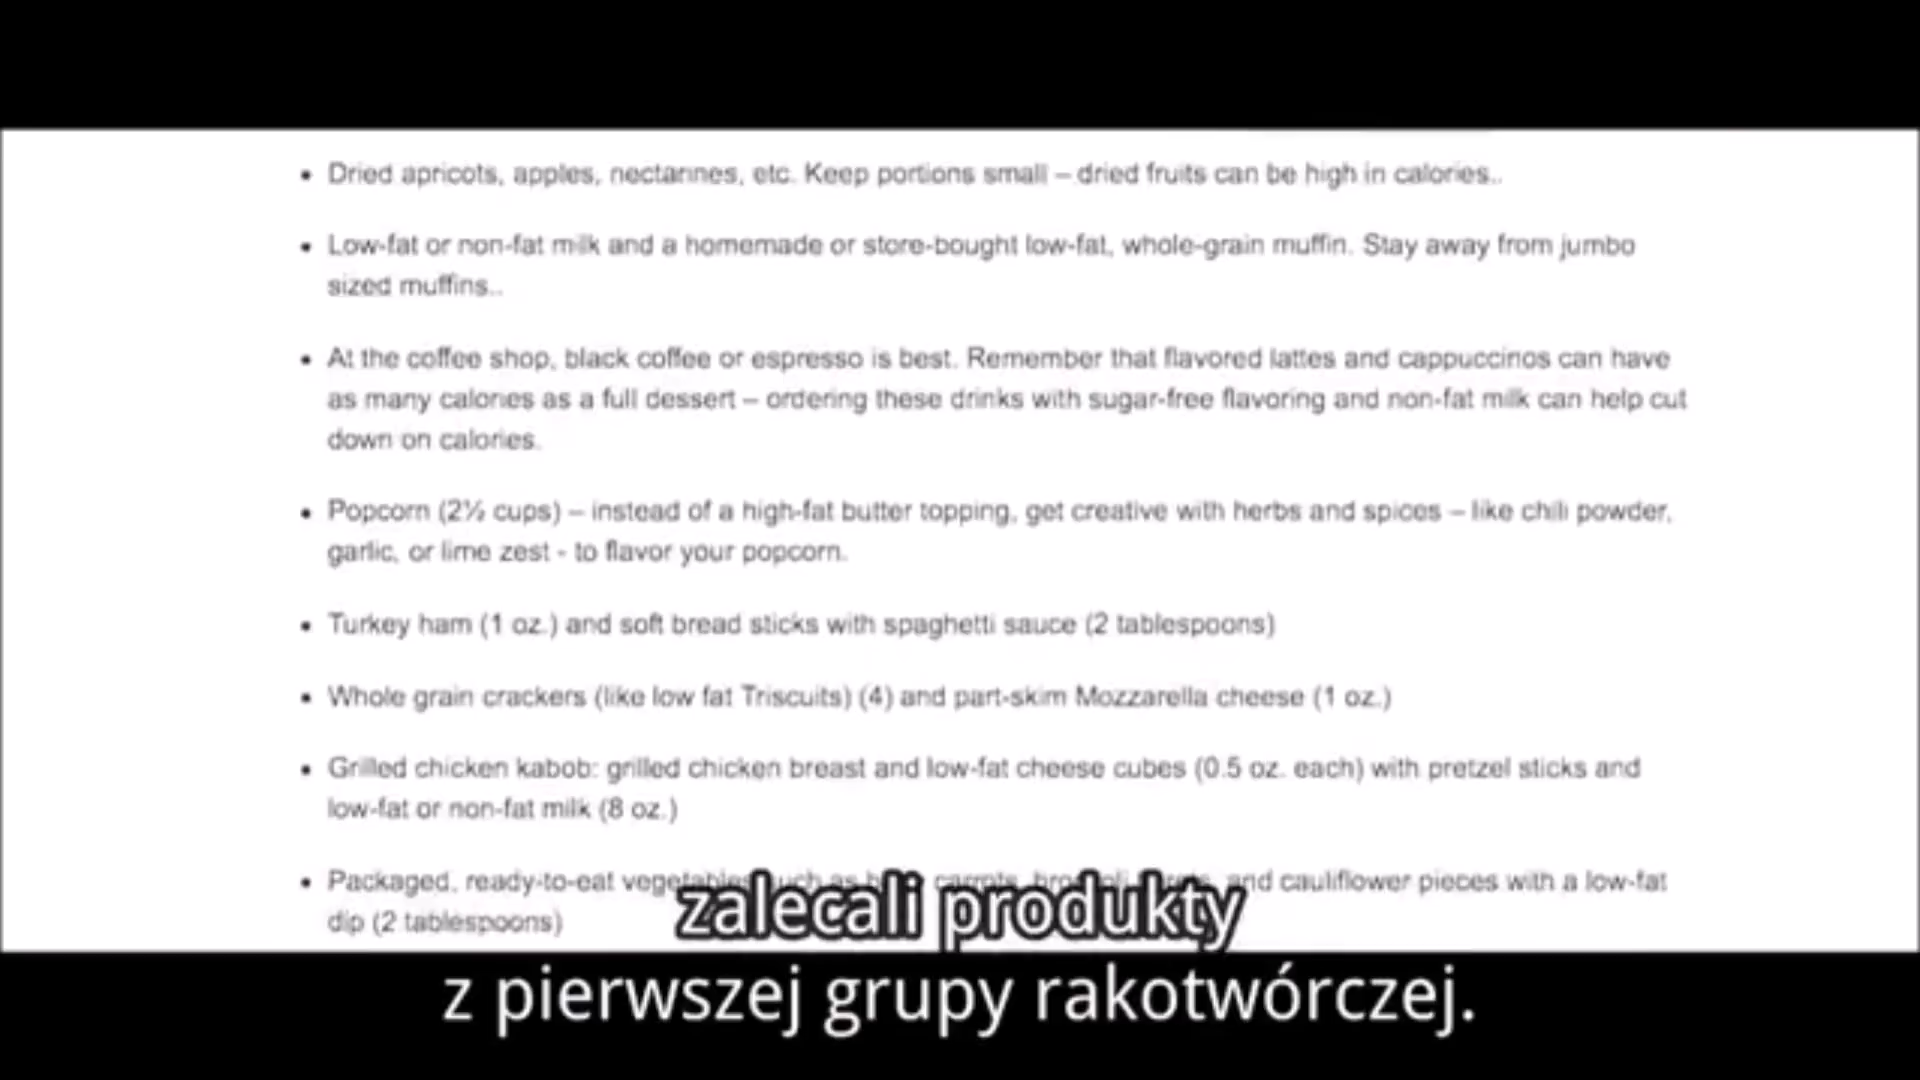 • Dried apricots, apples, nectarines, etc. Keep portions small – dried fruits can be high in calories..
• Low-fat or non-fat milk and a homemade or store-bought low-fat, whole-grain muffin. Stay away from jumbo
sized muffins..
• At the coffee shop, black coffee or espresso is best. Remember that flavored lattes and cappuccinos can have
as many calories as a full dessert – ordering these drinks with sugar-free flavoring and non-fat milk can help cut
down on calories.
• Popcorn (2½ cups) – instead of a high-fat butter topping, get creative with herbs and spices – like chili powder,
garlic, or lime zest - to flavor your popcorn.
• Turkey ham (1 oz.) and soft bread sticks with spaghetti sauce (2 tablespoons)
• Whole grain crackers (like low fat Triscuits) (4) and part-skim Mozzarella cheese (1 oz.)
• Grilled chicken kabob: grilled chicken breast and low-fat cheese cubes (0.5 oz. each) with pretzel sticks and
low-fat or non-fat milk (8 oz.)
• Packaged, ready-to-eat vegetables such as carrots, and cauliflower pieces with a low-fat
dip (2 tablespoons)
zalecali produkty
z pierwszej grupy rakotwórczej.